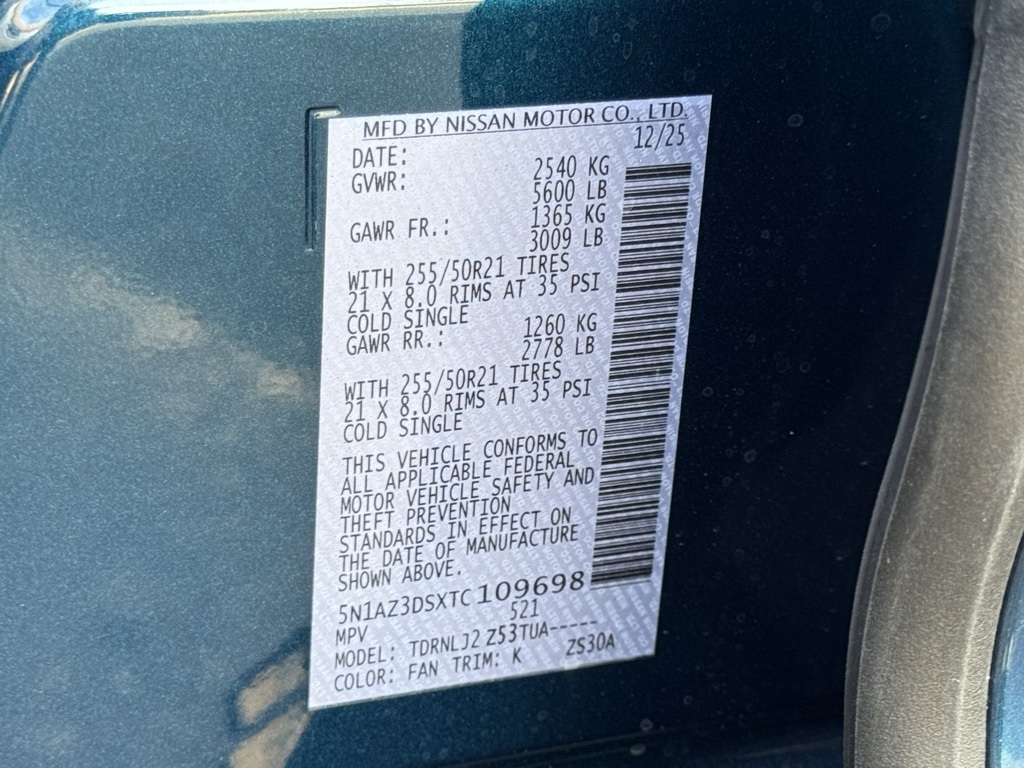 MFD BY NISSAN MOTOR CO., LTD.
DATE: 12/25
GVWR: 2540 KG
5600 LB
GAWR FR.: 1365 KG
3009 LB
WITH 255/50R21 TIRES
21 X 8.0 RIMS AT 35 PSI
COLD SINGLE
GAWR RR.: 1260 KG
2778 LB
WITH 255/50R21 TIRES
21 X 8.0 RIMS AT 35 PSI
COLD SINGLE
THIS VEHICLE CONFORMS TO
ALL APPLICABLE FEDERAL
MOTOR VEHICLE SAFETY AND
THEFT PREVENTION
STANDARDS IN EFFECT ON
THE DATE OF MANUFACTURE
SHOWN ABOVE.
5N1AZ3DSXTC109698
MPV 521
MODEL: TDRNLJ2 Z53TUA-----
COLOR: FAN TRIM: K ZS30A